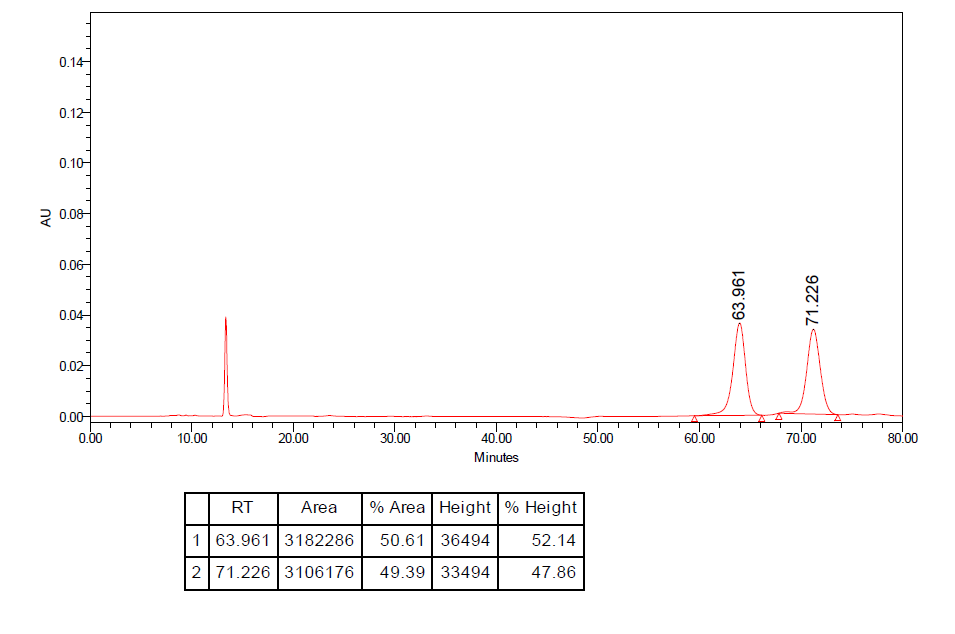 0.14
0.12
0.10
0.08
0.06
0.04
0.02
0.00
AU
63.961
71.226
0.00 10.00 20.00 30.00 40.00 50.00 60.00 70.00 80.00
Minutes
RT Area % Area Height % Height
1 63.961 3182286 50.61 36494 52.14
2 71.226 3106176 49.39 33494 47.86